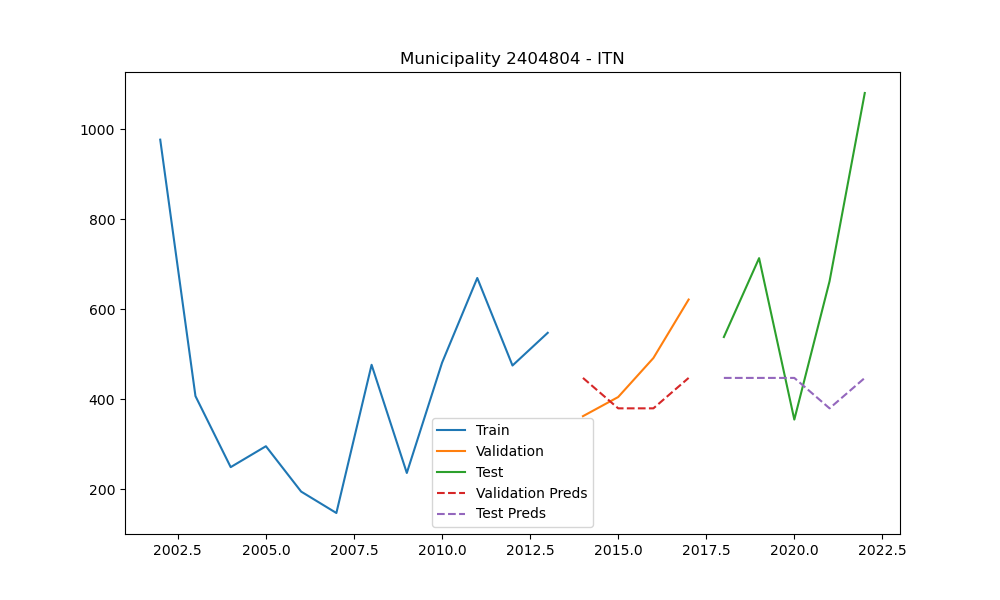 Municipality 2404804 - ITN
1000
800
600
400
200
Train
Validation
Test
Validation Preds
Test Preds
2002.5 2005.0 2007.5 2010.0 2012.5 2015.0 2017.5 2020.0 2022.5